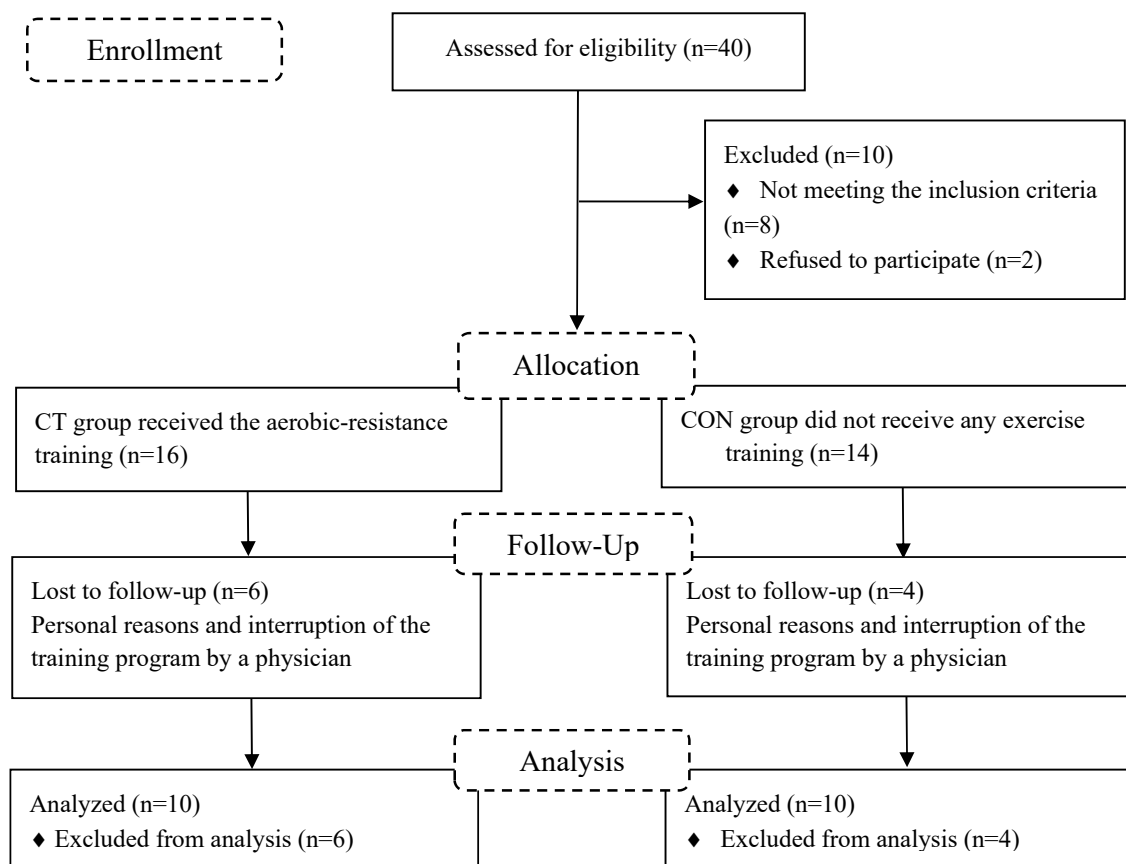 Enrollment
Assessed for eligibility (n=40)
Excluded (n=10)
♦ Not meeting the inclusion criteria
(n=8)
♦ Refused to participate (n=2)
Allocation
CT group received the aerobic-resistance
training (n=16)
CON group did not receive any exercise
training (n=14)
Follow-Up
Lost to follow-up (n=6)
Personal reasons and interruption of the
training program by a physician
Lost to follow-up (n=4)
Personal reasons and interruption of the
training program by a physician
Analysis
Analyzed (n=10)
♦ Excluded from analysis (n=6)
Analyzed (n=10)
♦ Excluded from analysis (n=4)